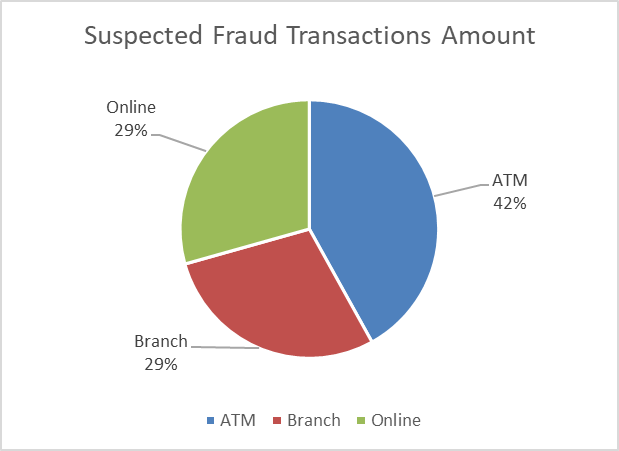 Suspected Fraud Transactions Amount
Online
29%
ATM
42%
Branch
29%
ATM Branch Online